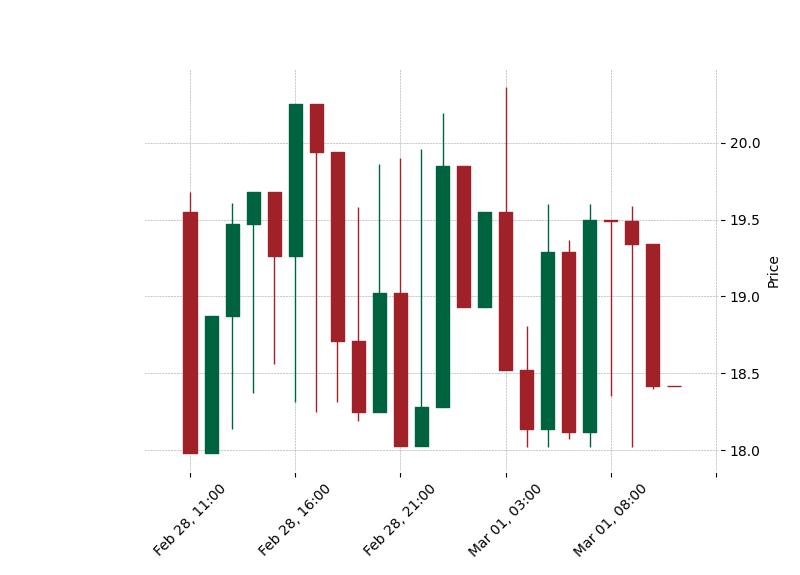 20.0
19.5
19.0
18.5
18.0
Price
Feb 28, 11:00
Feb 28, 16:00
Feb 28, 21:00
Mar 01, 03:00
Mar 01, 08:00